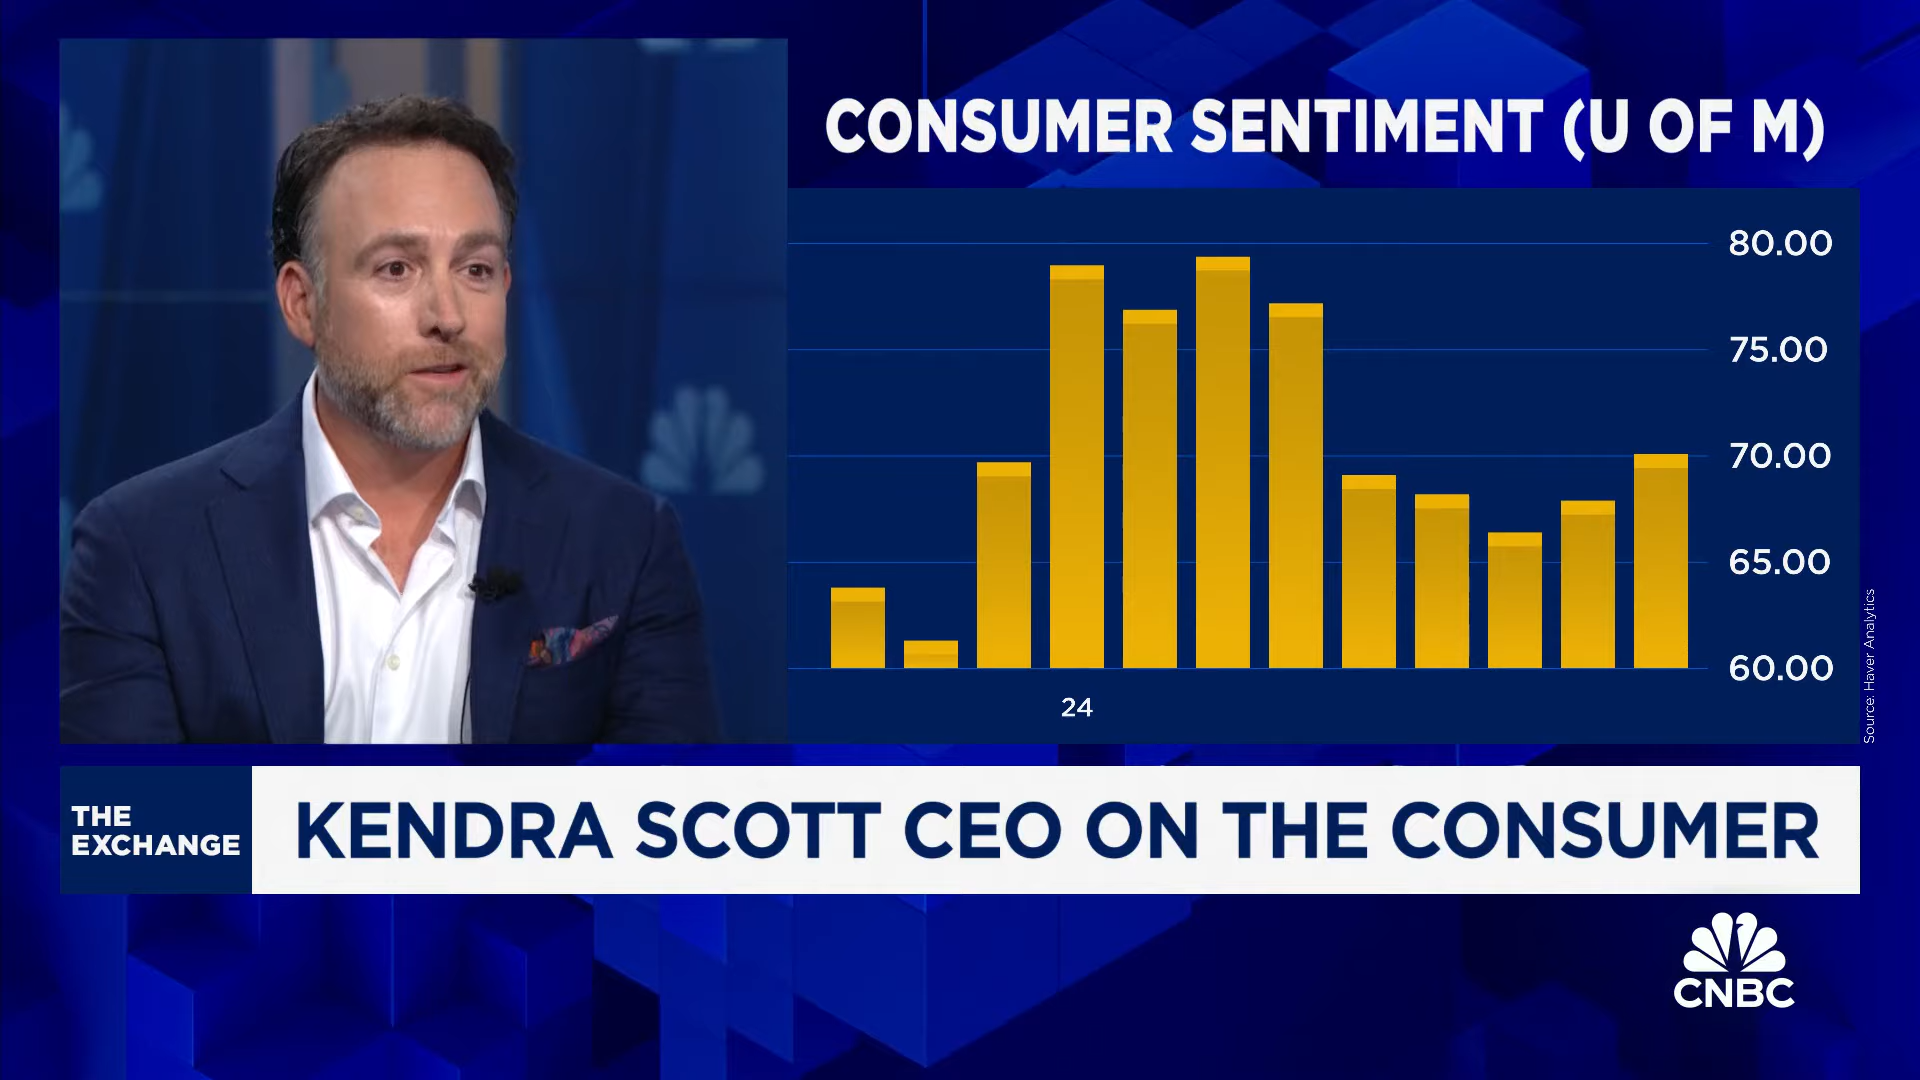 CONSUMER SENTIMENT (U OF M)
80.00
75.00
70.00
65.00
60.00
24
Source: Haver Analytics
THE
EXCHANGE
KENDRA SCOTT CEO ON THE CONSUMER
CNBC